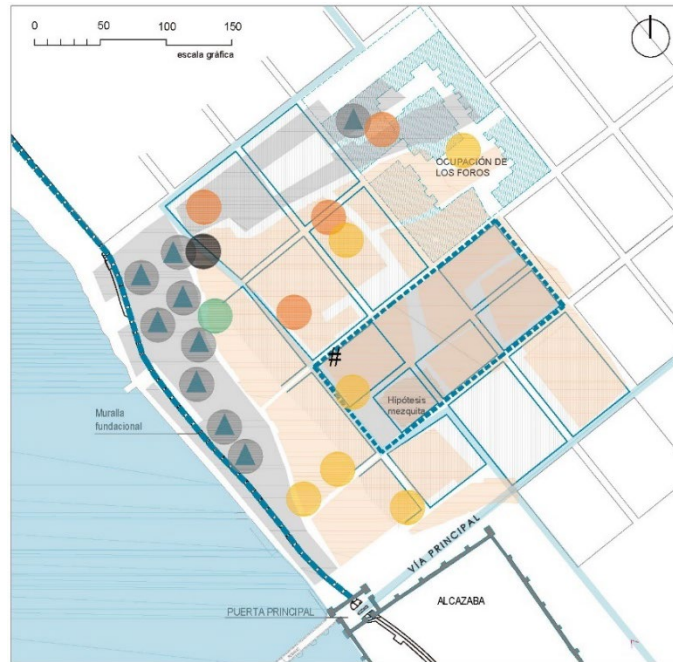 0 50 100 150
escala gráfica
OCUPACIÓN DE
LOS FOROS
#
Hipótesis
mezquita
Muralla
fundacional
VÍA PRINCIPAL
PUERTA PRINCIPAL
ALCAZABA